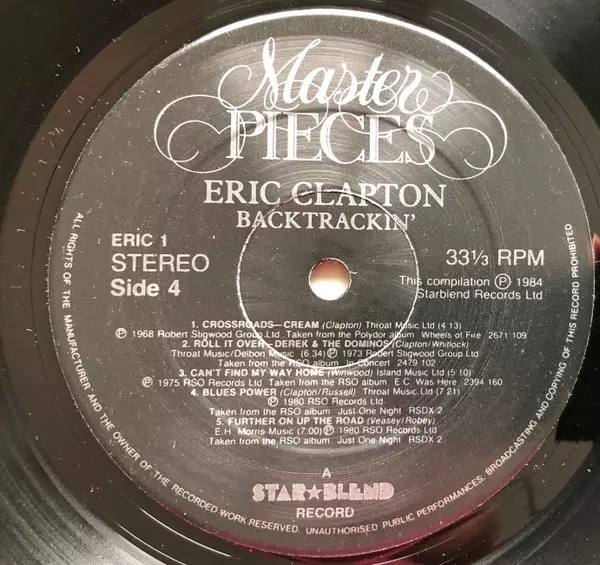 Master
PIECES
ERIC CLAPTON
BACKTRACKIN'
ERIC 1
STEREO
Side 4
33⅓ RPM
This compilation ℗ 1984
Starblend Records Ltd
1. CROSSROADS—CREAM (Clapton) Throat Music Ltd (4 13)
℗ 1968 Robert Stigwood Group Ltd Taken from the Polydor album Wheels of Fire 2671 109
2. ROLL IT OVER—DEREK & THE DOMINOS (Clapton/Whitlock)
Throat Music/Delbon Music (6 34) ℗ 1973 Robert Stigwood Group Ltd
Taken from the RSO album In Concert 2479 102
3. CAN'T FIND MY WAY HOME (Winwood) Island Music Ltd (5'10)
℗ 1975 RSO Records Ltd Taken from the RSO album E.C. Was Here 2394 160
4. BLUES POWER (Clapton/Russell) Throat Music Ltd (7 21)
℗ 1980 RSO Records Ltd
Taken from the RSO album Just One Night RSDX 2
5. FURTHER ON UP THE ROAD (Veasey/Robey)
E.H. Morris Music (7:00) ℗ 1980 RSO Records Ltd
Taken from the RSO album Just One Night RSDX 2
A
STAR★BLEND
RECORD
ALL RIGHTS OF THE MANUFACTURER AND THE OWNER OF THE RECORDED WORK RESERVED. UNAUTHORISED PUBLIC PERFORMANCES, BROADCASTING AND COPYING OF THIS RECORD PROHIBITED